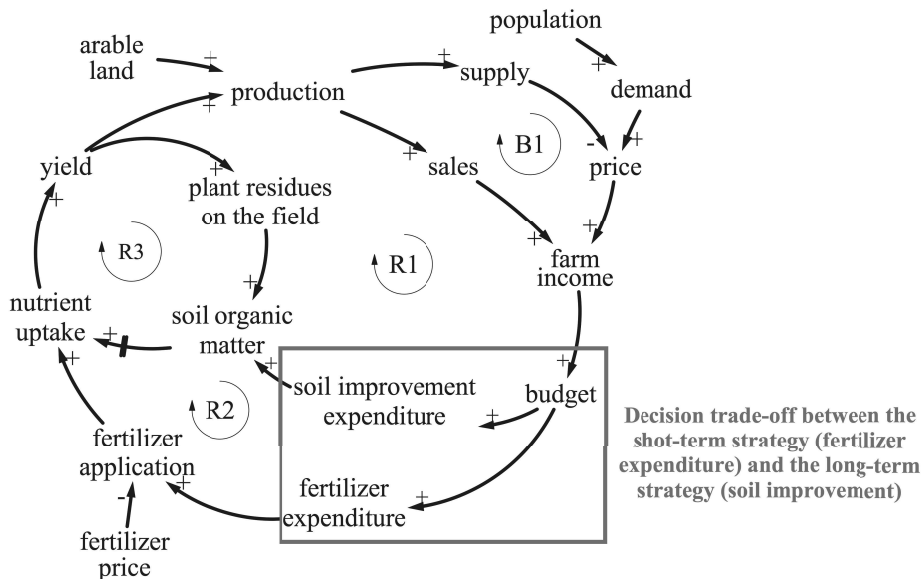 population
arable
land
supply
demand
production
B1
yield
sales
price
plant residues
on the field
R3
R1
farm
income
nutrient
uptake
soil organic
matter
soil improvement
expenditure
budget
R2
Decision trade-off between the
shot-term strategy (fertilizer
expenditure) and the long-term
strategy (soil improvement)
fertilizer
application
fertilizer
expenditure
fertilizer
price
+
+
+
+
-
+
+
+
+
+
+
+
+
+
+
+
+
+
+
-